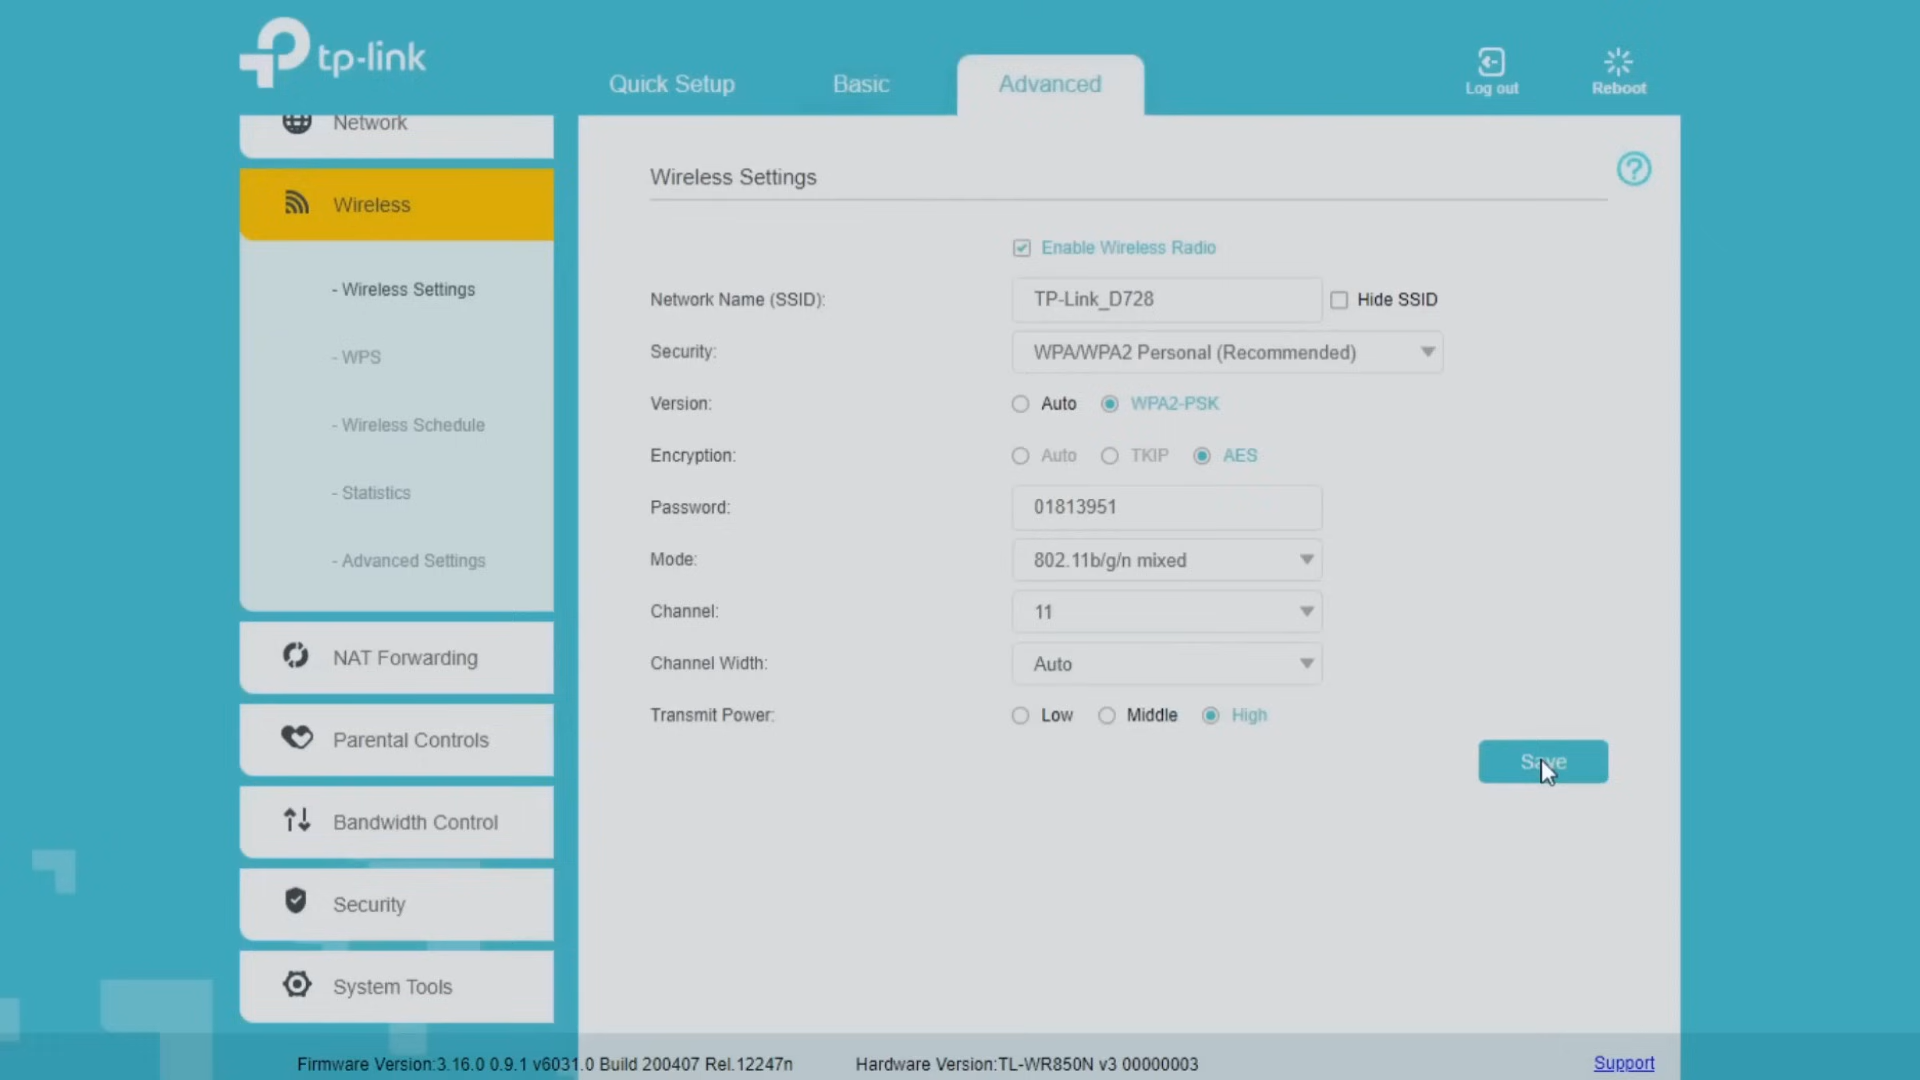 tp-link
Quick Setup
Basic
Advanced
Log out
Reboot
Network
Wireless
- Wireless Settings
- WPS
- Wireless Schedule
- Statistics
- Advanced Settings
NAT Forwarding
Parental Controls
Bandwidth Control
Security
System Tools
Wireless Settings
?
Enable Wireless Radio
Network Name (SSID): TP-Link_D728 Hide SSID
Security: WPA/WPA2 Personal (Recommended)
Version: Auto WPA2-PSK
Encryption: Auto TKIP AES
Password: 01813951
Mode: 802.11b/g/n mixed
Channel: 11
Channel Width: Auto
Transmit Power: Low Middle High
Save
Firmware Version:3.16.0 0.9.1 v6031.0 Build 200407 Rel.12247n Hardware Version:TL-WR850N v3 00000003 Support